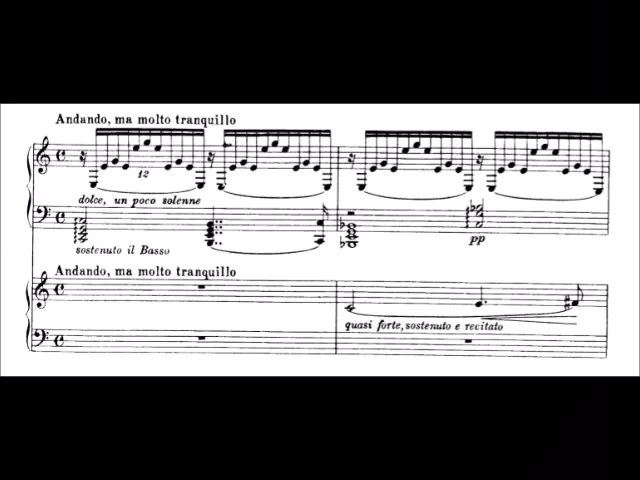 Andando, ma molto tranquillo
12
dolce, un poco solenne
sostenuto il Basso
pp
Andando, ma molto tranquillo
quasi forte, sostenuto e recitato